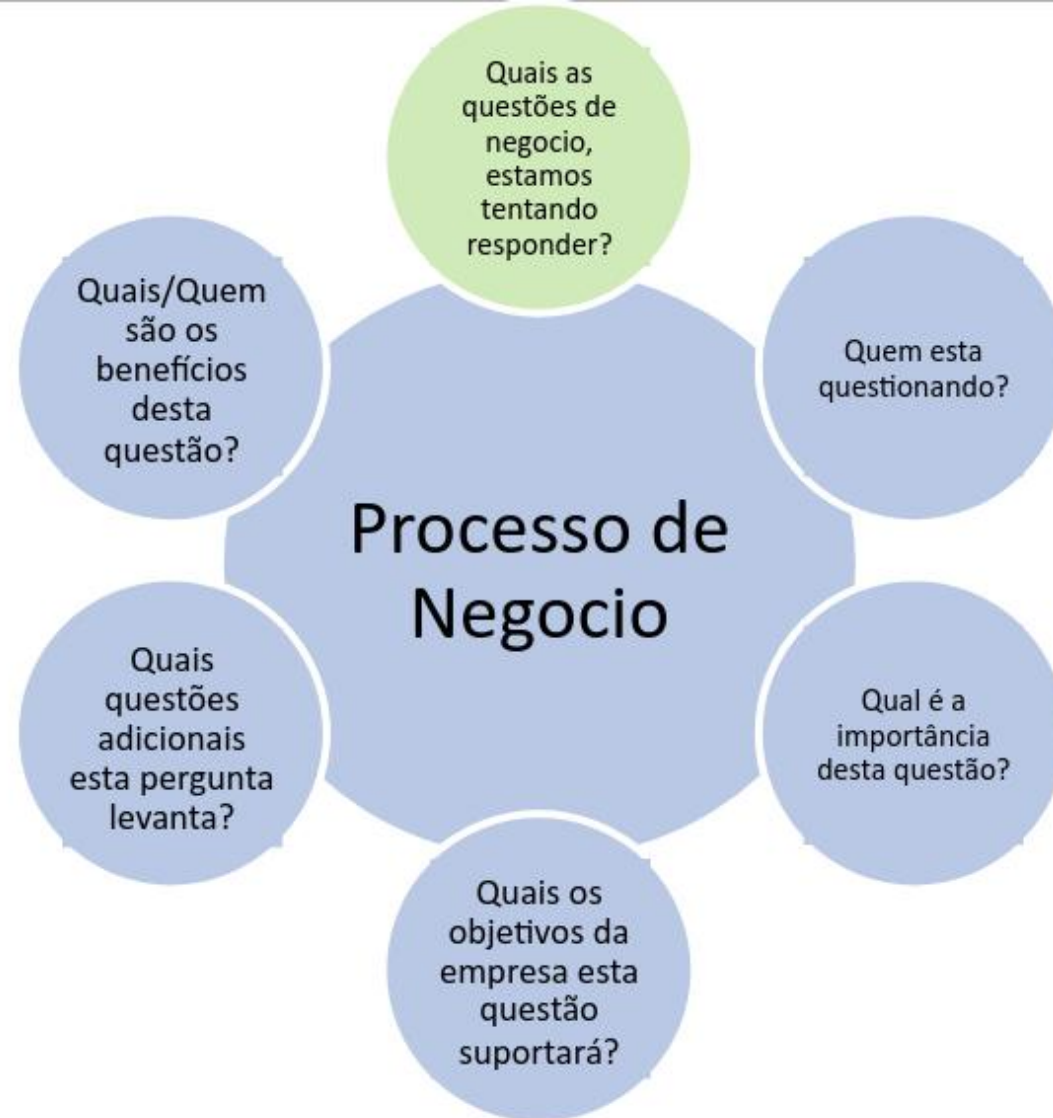 Quais as
questões de
negocio,
estamos
tentando
responder?
Quem esta
questionando?
Qual é a
importância
desta questão?
Quais os
objetivos da
empresa esta
questão
suportará?
Quais
questões
adicionais
esta pergunta
levanta?
Quais/Quem
são os
benefícios
desta
questão?
Processo de
Negocio